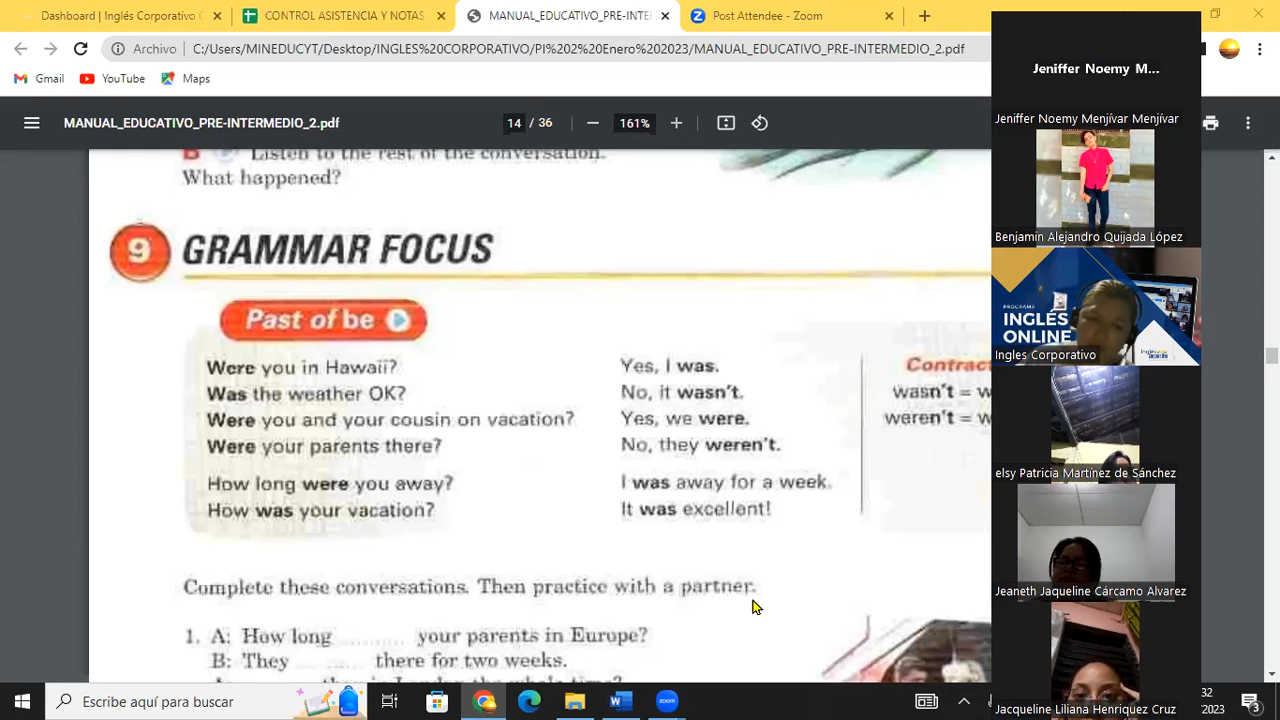 Dashboard | Inglés Corporativo
CONTROL ASISTENCIA Y NOTAS
MANUAL_EDUCATIVO_PRE-INTE
Post Attendee - Zoom
Archivo
C:/Users/MINEDUCYT/Desktop/INGLES%20CORPORATIVO/PI%202%20Enero%202023/MANUAL_EDUCATIVO_PRE-INTERMEDIO_2.pdf
Gmail
YouTube
Maps
MANUAL_EDUCATIVO_PRE-INTERMEDIO_2.pdf
14 / 36
161%
B Listen to the rest of the conversation.
What happened?
9 GRAMMAR FOCUS
Past of be
Were you in Hawaii? Yes, I was.
Was the weather OK? No, it wasn't.
Were you and your cousin on vacation? Yes, we were.
Were your parents there? No, they weren't.
How long were you away? I was away for a week.
How was your vacation? It was excellent!
Contrac
wasn't = w
weren't = w
Complete these conversations. Then practice with a partner.
1. A: How long ........ your parents in Europe?
B: They ..... there for two weeks.
Jeniffer Noemy M...
Jeniffer Noemy Menjívar Menjívar
Benjamin Alejandro Quijada López
PROGRAMA
INGLÉS
ONLINE
Ingles Corporativo
elsy Patricia Martínez de Sánchez
Jeaneth Jaqueline Cárcamo Alvarez
Jacqueline Liliana Henriquez Cruz
Escribe aquí para buscar
zoom
32
/2023
3